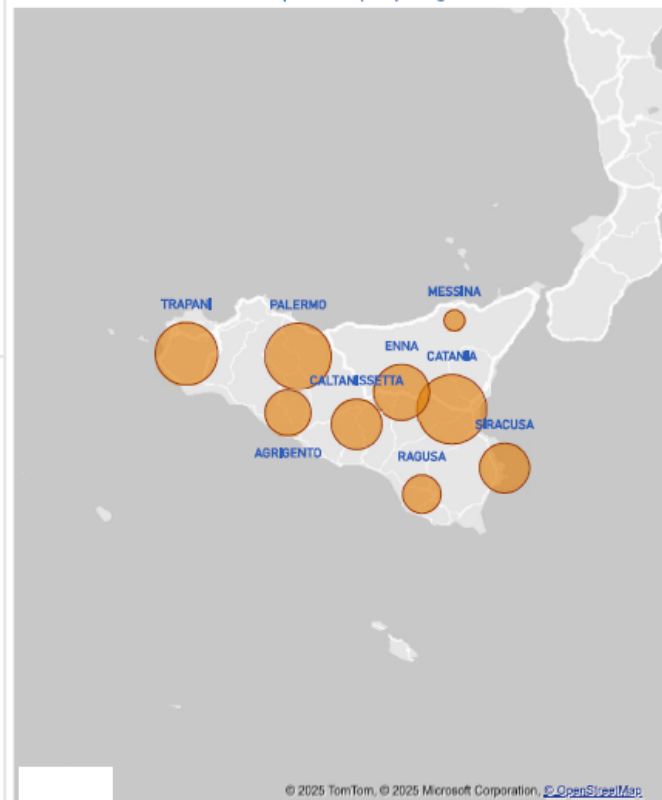 TRAPANI
PALERMO
MESSINA
ENNA
CATANIA
CALTANISSETTA
SIRACUSA
AGRIGENTO
RAGUSA
© 2025 TomTom, © 2025 Microsoft Corporation, © OpenStreetMap